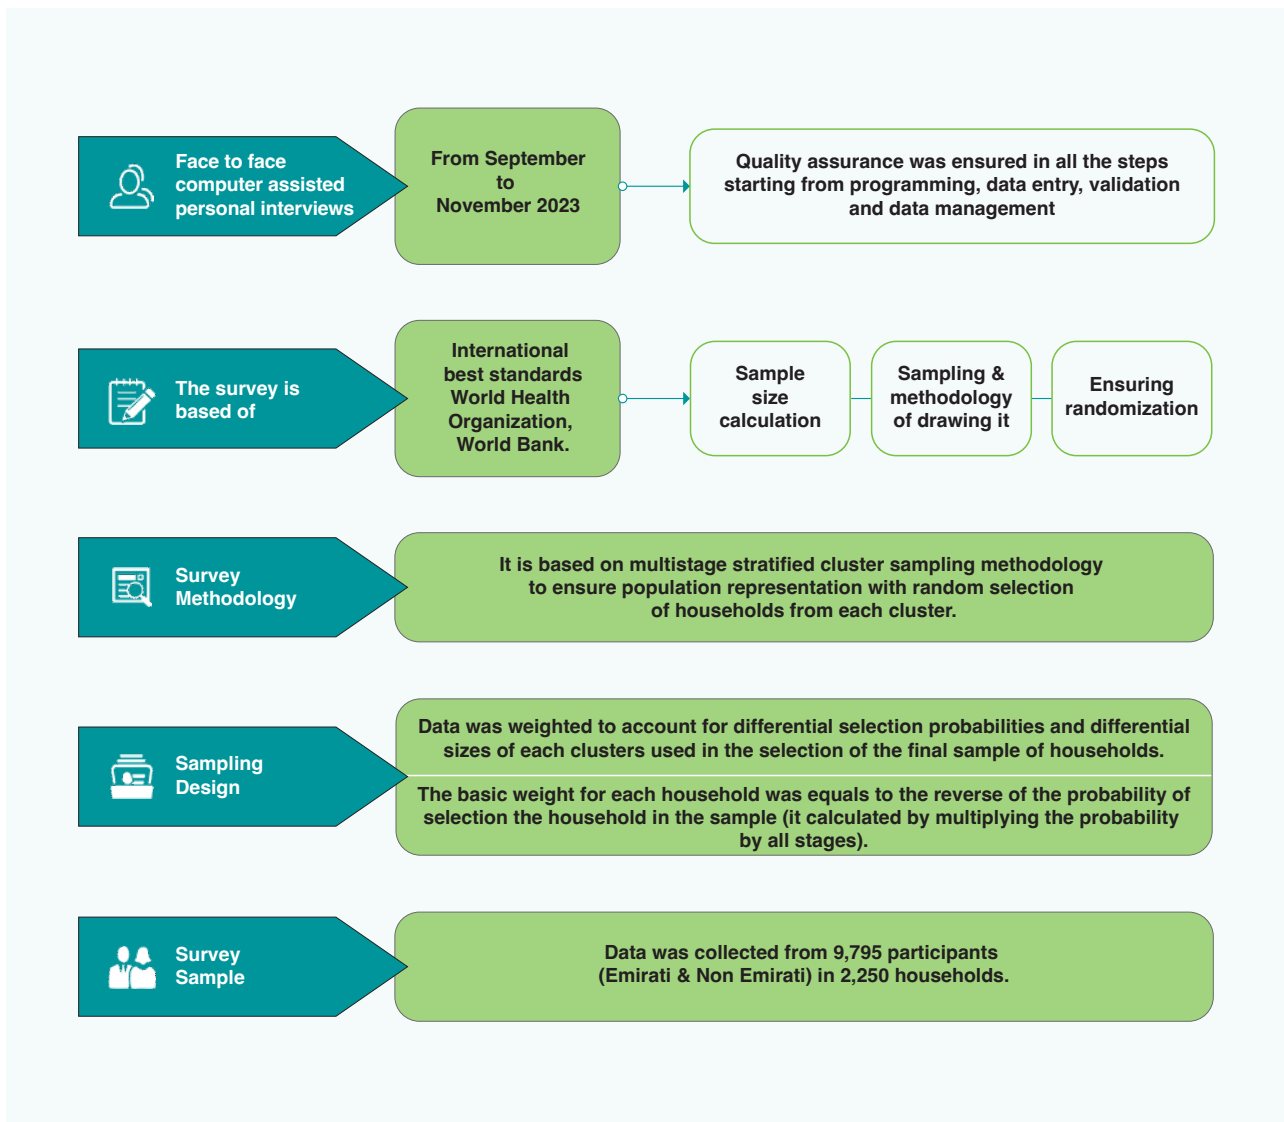 Face to face
computer assisted
personal interviews
From September
to
November 2023
Quality assurance was ensured in all the steps
starting from programming, data entry, validation
and data management
The survey is
based of
International
best standards
World Health
Organization,
World Bank.
Sample
size
calculation
Sampling &
methodology
of drawing it
Ensuring
randomization
Survey
Methodology
It is based on multistage stratified cluster sampling methodology
to ensure population representation with random selection
of households from each cluster.
Sampling
Design
Data was weighted to account for differential selection probabilities and differential
sizes of each clusters used in the selection of the final sample of households.
The basic weight for each household was equals to the reverse of the probability of
selection the household in the sample (it calculated by multiplying the probability
by all stages).
Survey
Sample
Data was collected from 9,795 participants
(Emirati & Non Emirati) in 2,250 households.